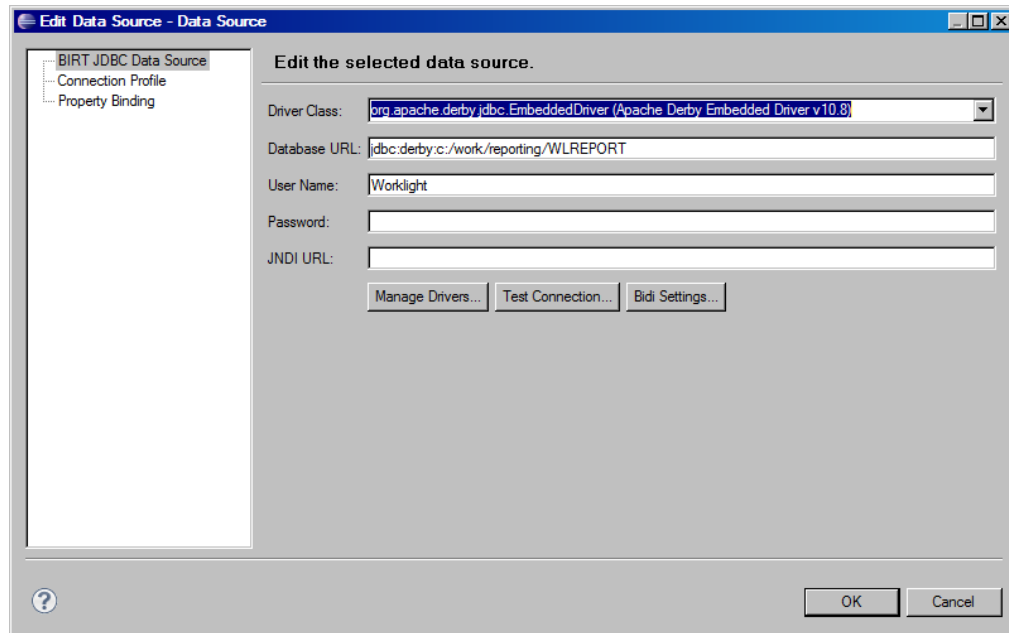 Edit Data Source - Data Source
BIRT JDBC Data Source
Connection Profile
Property Binding
Edit the selected data source.
Driver Class: org.apache.derby.jdbc.EmbeddedDriver (Apache Derby Embedded Driver v10.8)
Database URL: jdbc:derby:c:/work/reporting/WLREPORT
User Name: Worklight
Password:
JNDI URL:
Manage Drivers... Test Connection... Bidi Settings...
?
OK Cancel